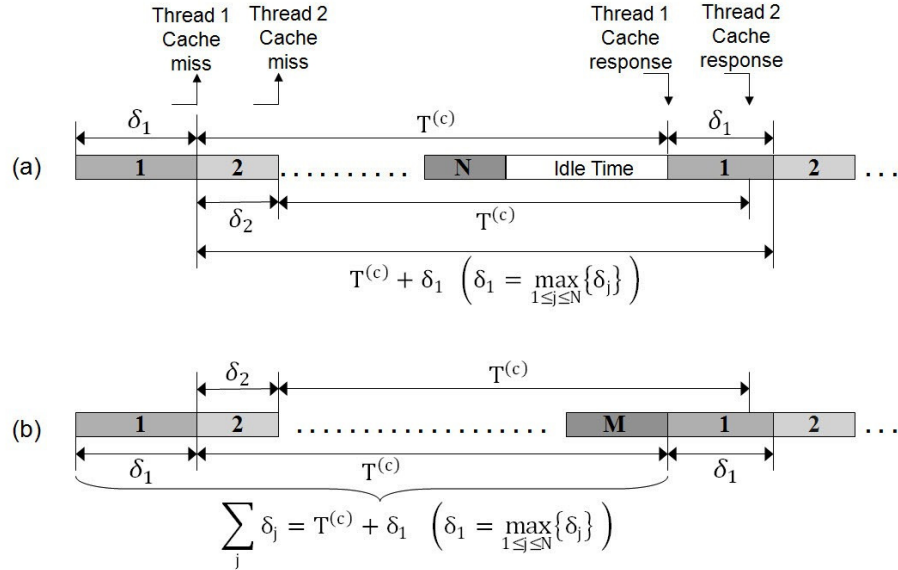 Thread 1 Cache miss
Thread 2 Cache miss
Thread 1 Cache response
Thread 2 Cache response
δ₁ T⁽ᶜ⁾ δ₁
(a) 1 2 . . . . . . . . . . N Idle Time 1 2 . . .
δ₂ T⁽ᶜ⁾
T⁽ᶜ⁾ + δ₁ (δ₁ = max_{1≤j≤N}{δⱼ})
δ₂ T⁽ᶜ⁾
(b) 1 2 . . . . . . . . . . . . . . . . . . . M 1 2 . . .
δ₁ T⁽ᶜ⁾ δ₁
∑ⱼ δⱼ = T⁽ᶜ⁾ + δ₁ (δ₁ = max_{1≤j≤N}{δⱼ})